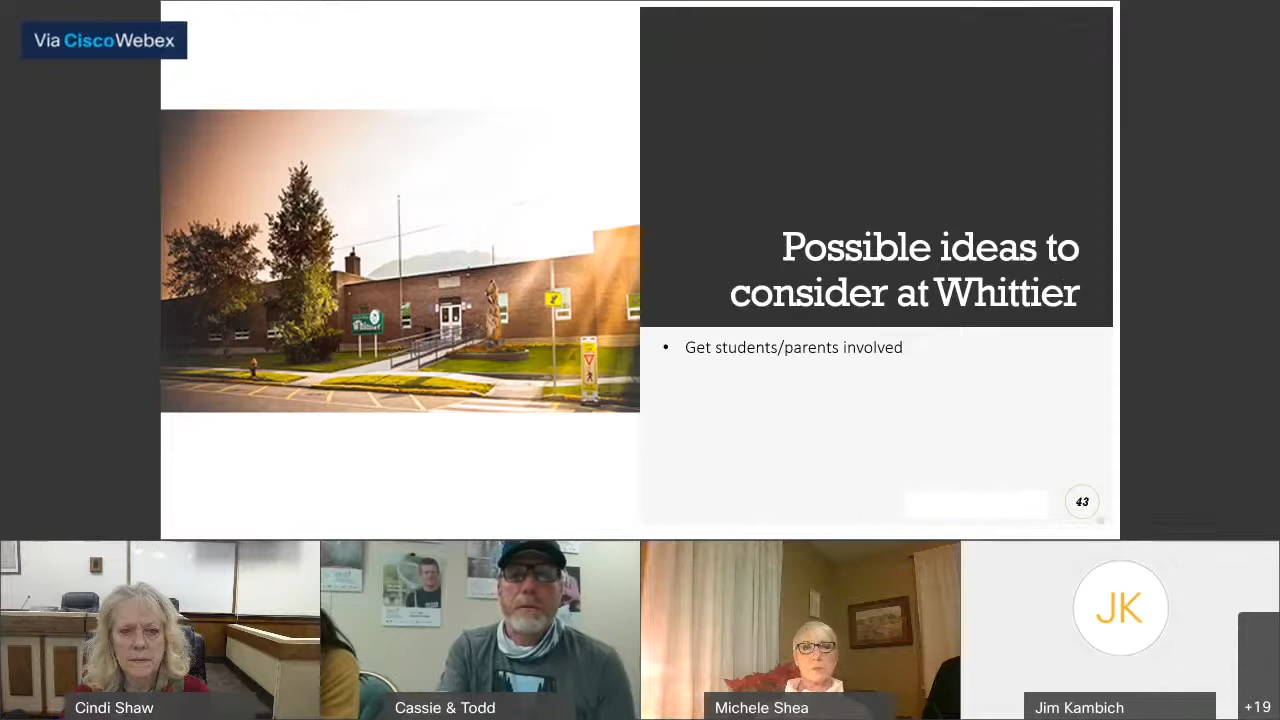 Via CiscoWebex
Possible ideas to
consider at Whittier
• Get students/parents involved
Whittier
43
JK
Cindi Shaw
Cassie & Todd
Michele Shea
Jim Kambich
+19